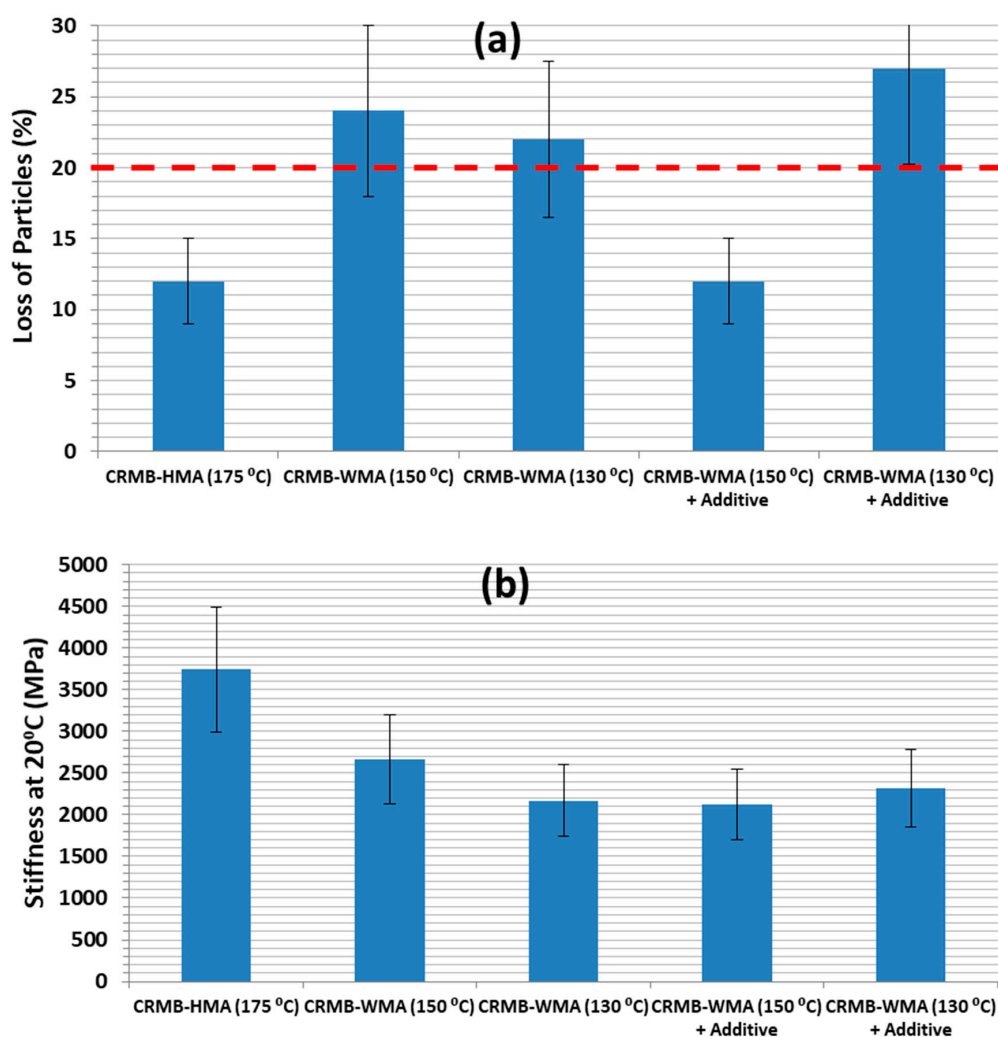 (a)
Loss of Particles (%)
30
25
20
15
10
5
0
CRMB-HMA (175 ⁰C)
CRMB-WMA (150 ⁰C)
CRMB-WMA (130 ⁰C)
CRMB-WMA (150 ⁰C)
+ Additive
CRMB-WMA (130 ⁰C)
+ Additive
(b)
Stiffness at 20⁰C (MPa)
5000
4500
4000
3500
3000
2500
2000
1500
1000
500
0
CRMB-HMA (175 ⁰C)
CRMB-WMA (150 ⁰C)
CRMB-WMA (130 ⁰C)
CRMB-WMA (150 ⁰C)
+ Additive
CRMB-WMA (130 ⁰C)
+ Additive